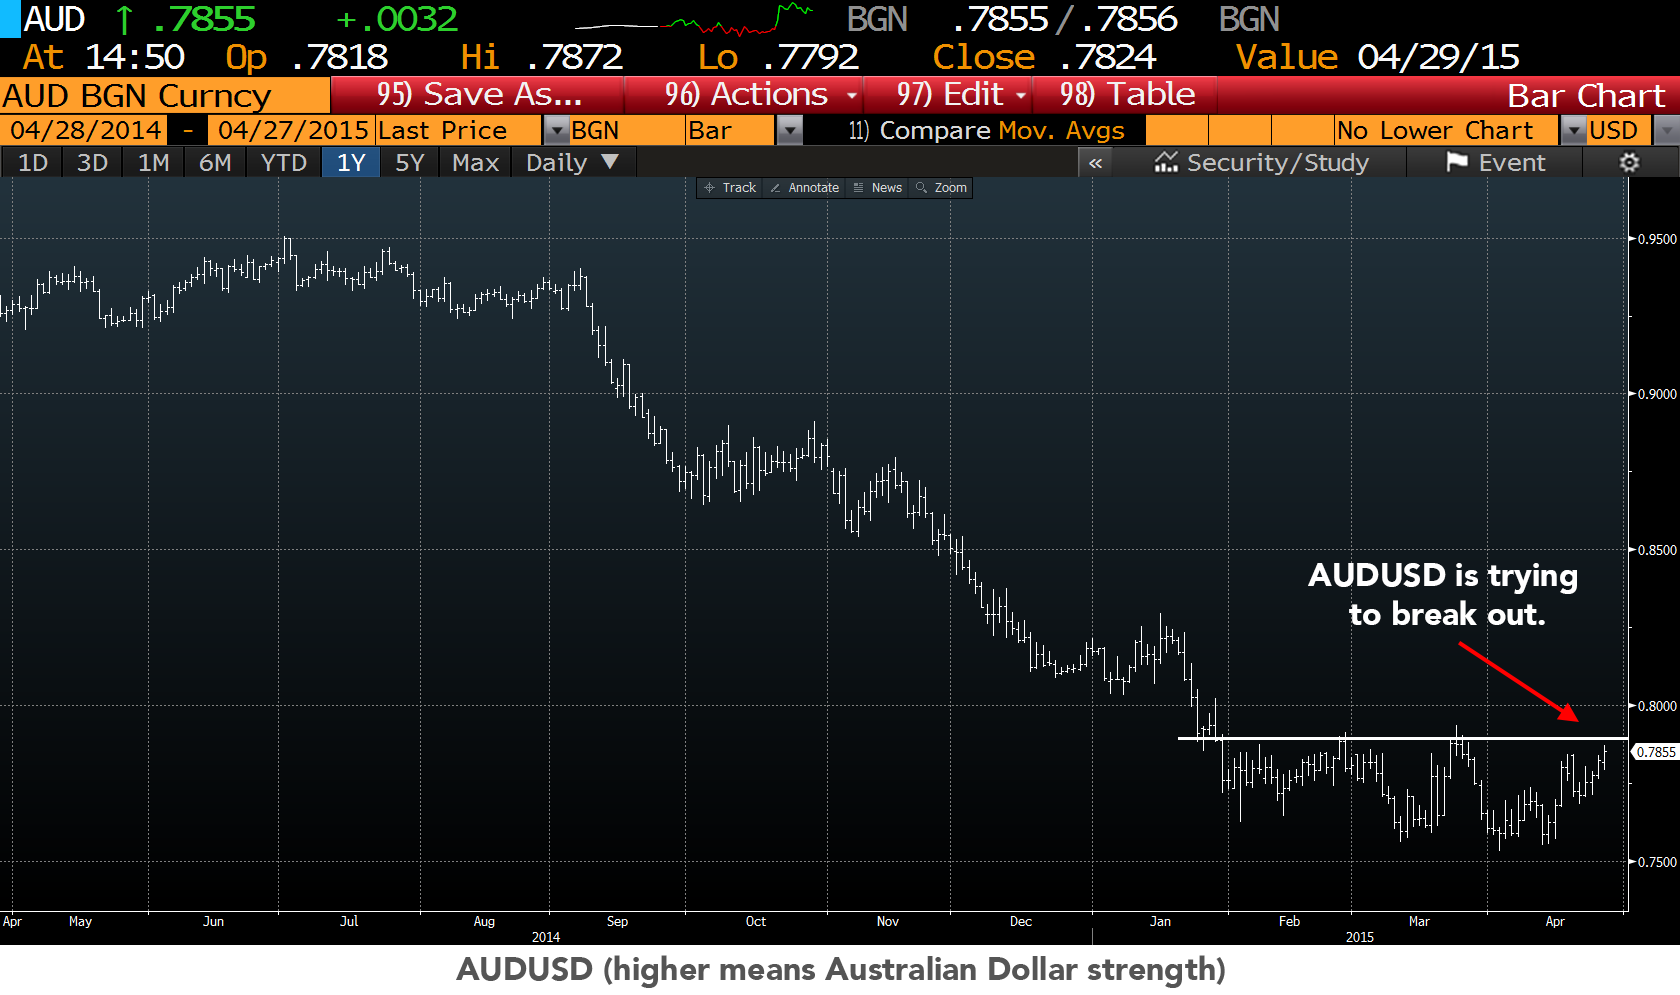 AUD ↑ .7855 +.0032 BGN .7855/.7856 BGN
At 14:50 Op .7818 Hi .7872 Lo .7792 Close .7824 Value 04/29/15
AUD BGN Curncy 95) Save As... 96) Actions 97) Edit 98) Table Bar Chart
04/28/2014 - 04/27/2015 Last Price BGN Bar 11) Compare Mov. Avgs No Lower Chart USD
1D 3D 1M 6M YTD 1Y 5Y Max Daily ▼ « Security/Study Event
Track Annotate News Zoom
0.9500
0.9000
0.8500
AUDUSD is trying
to break out.
0.8000
0.7855
0.7500
Apr May Jun Jul Aug Sep Oct Nov Dec Jan Feb Mar Apr
2014 2015
AUDUSD (higher means Australian Dollar strength)